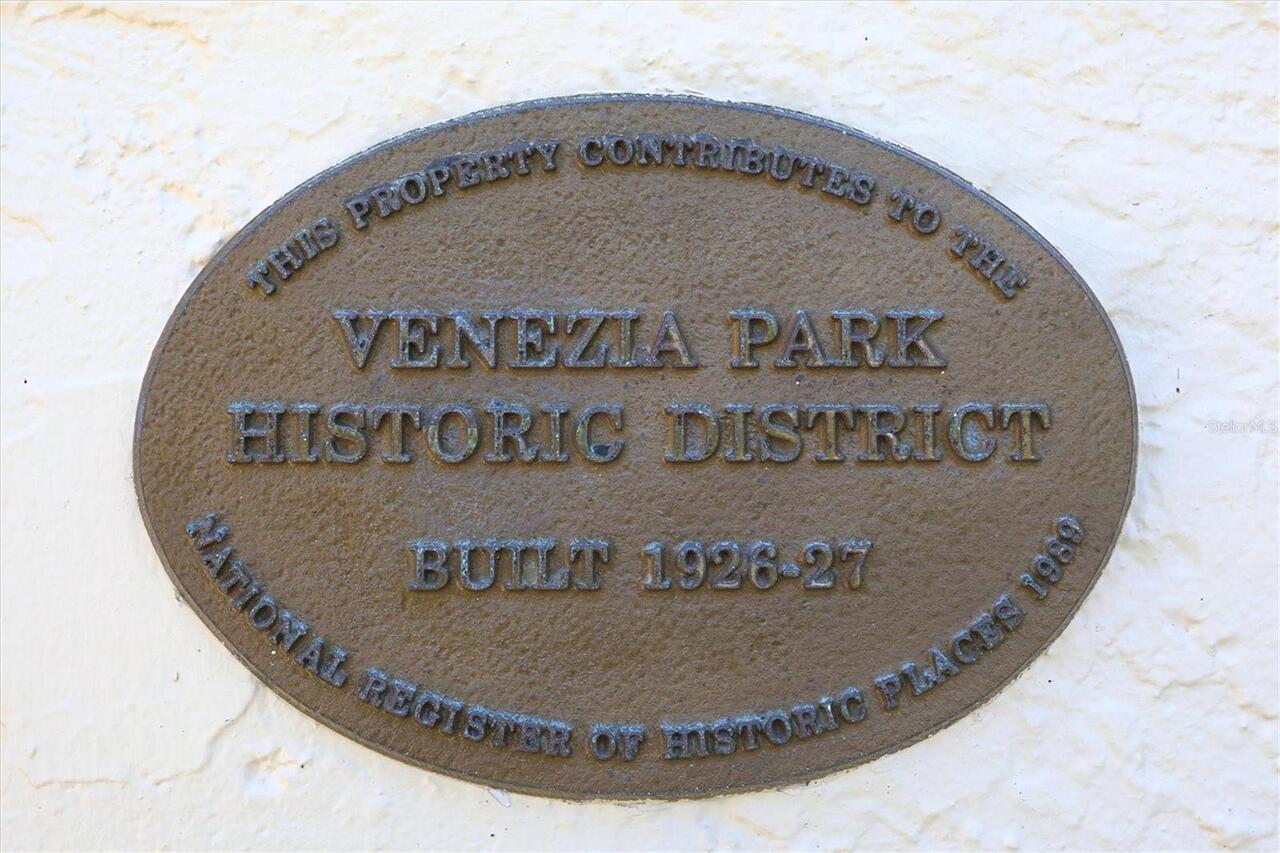 THIS PROPERTY CONTRIBUTES TO THE
VENEZIA PARK
HISTORIC DISTRICT
BUILT 1926-27
NATIONAL REGISTER OF HISTORIC PLACES 1989
StellarMLS